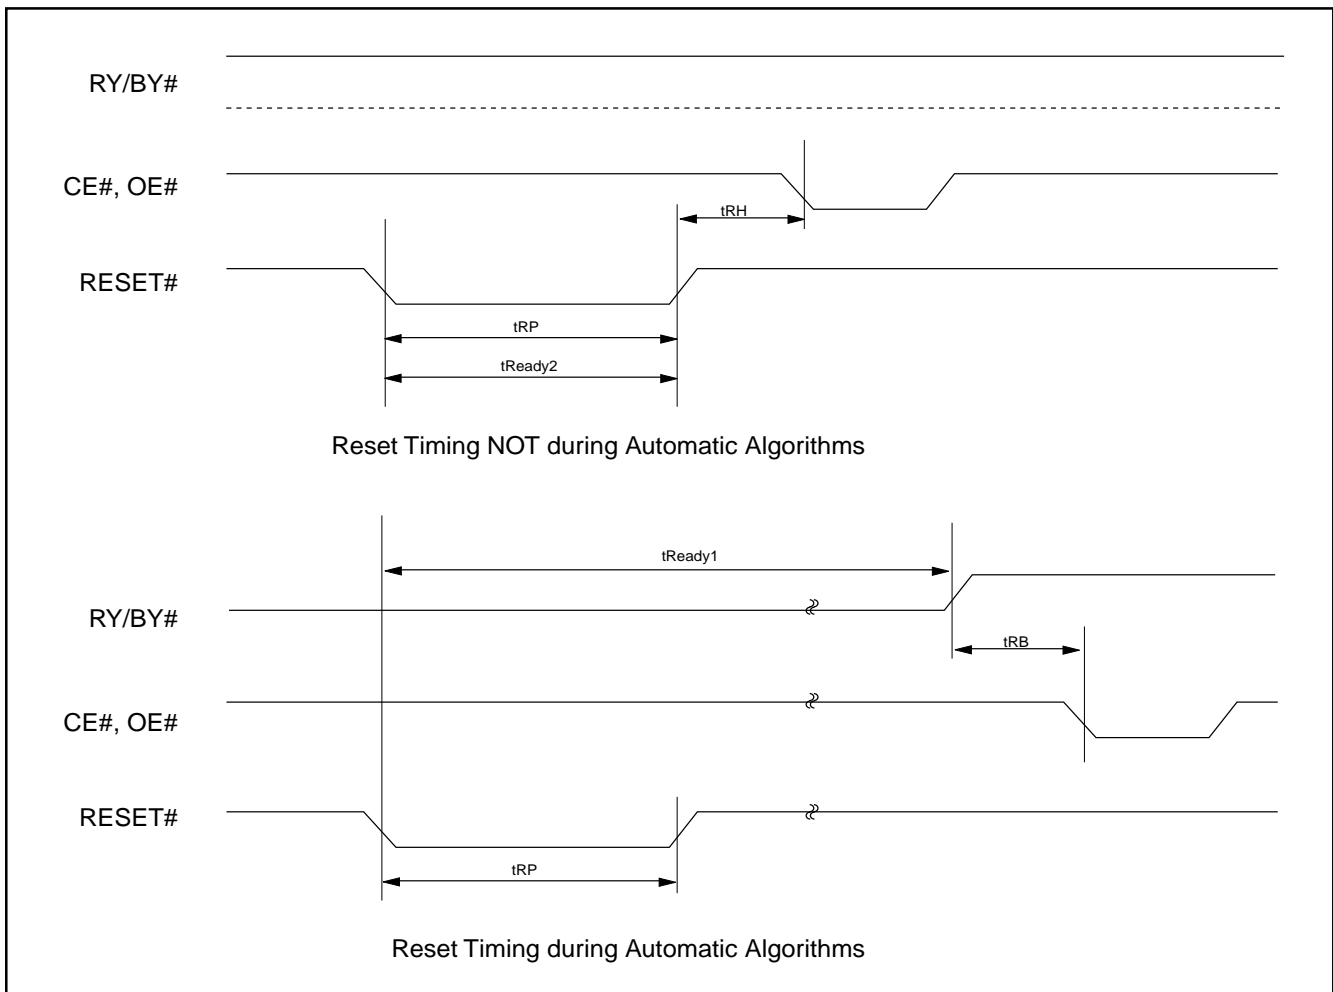 RY/BY#
CE#, OE#
tRH
RESET#
tRP
tReady2
Reset Timing NOT during Automatic Algorithms
tReady1
RY/BY#
tRB
CE#, OE#
RESET#
tRP
Reset Timing during Automatic Algorithms